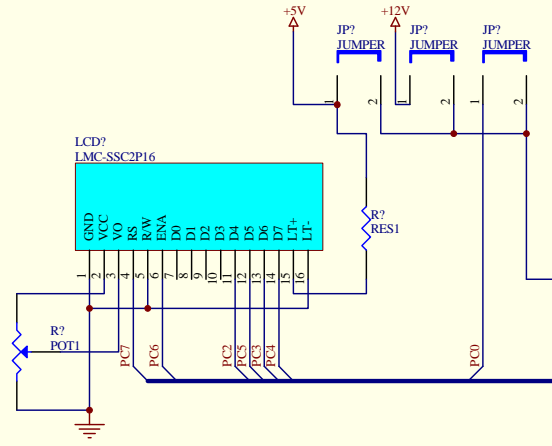 +5V
+12V
JP?
JUMPER
JP?
JUMPER
JP?
JUMPER
1
2
1
2
1
2
LCD?
LMC-SSC2P16
GND
VCC
VO
RS
R/W
ENA
D0
D1
D2
D3
D4
D5
D6
D7
LT+
LT-
1
2
3
4
5
6
7
8
9
10
11
12
13
14
15
16
R?
RES1
R?
POT1
PC7
PC6
PC2
PC5
PC3
PC4
PC0